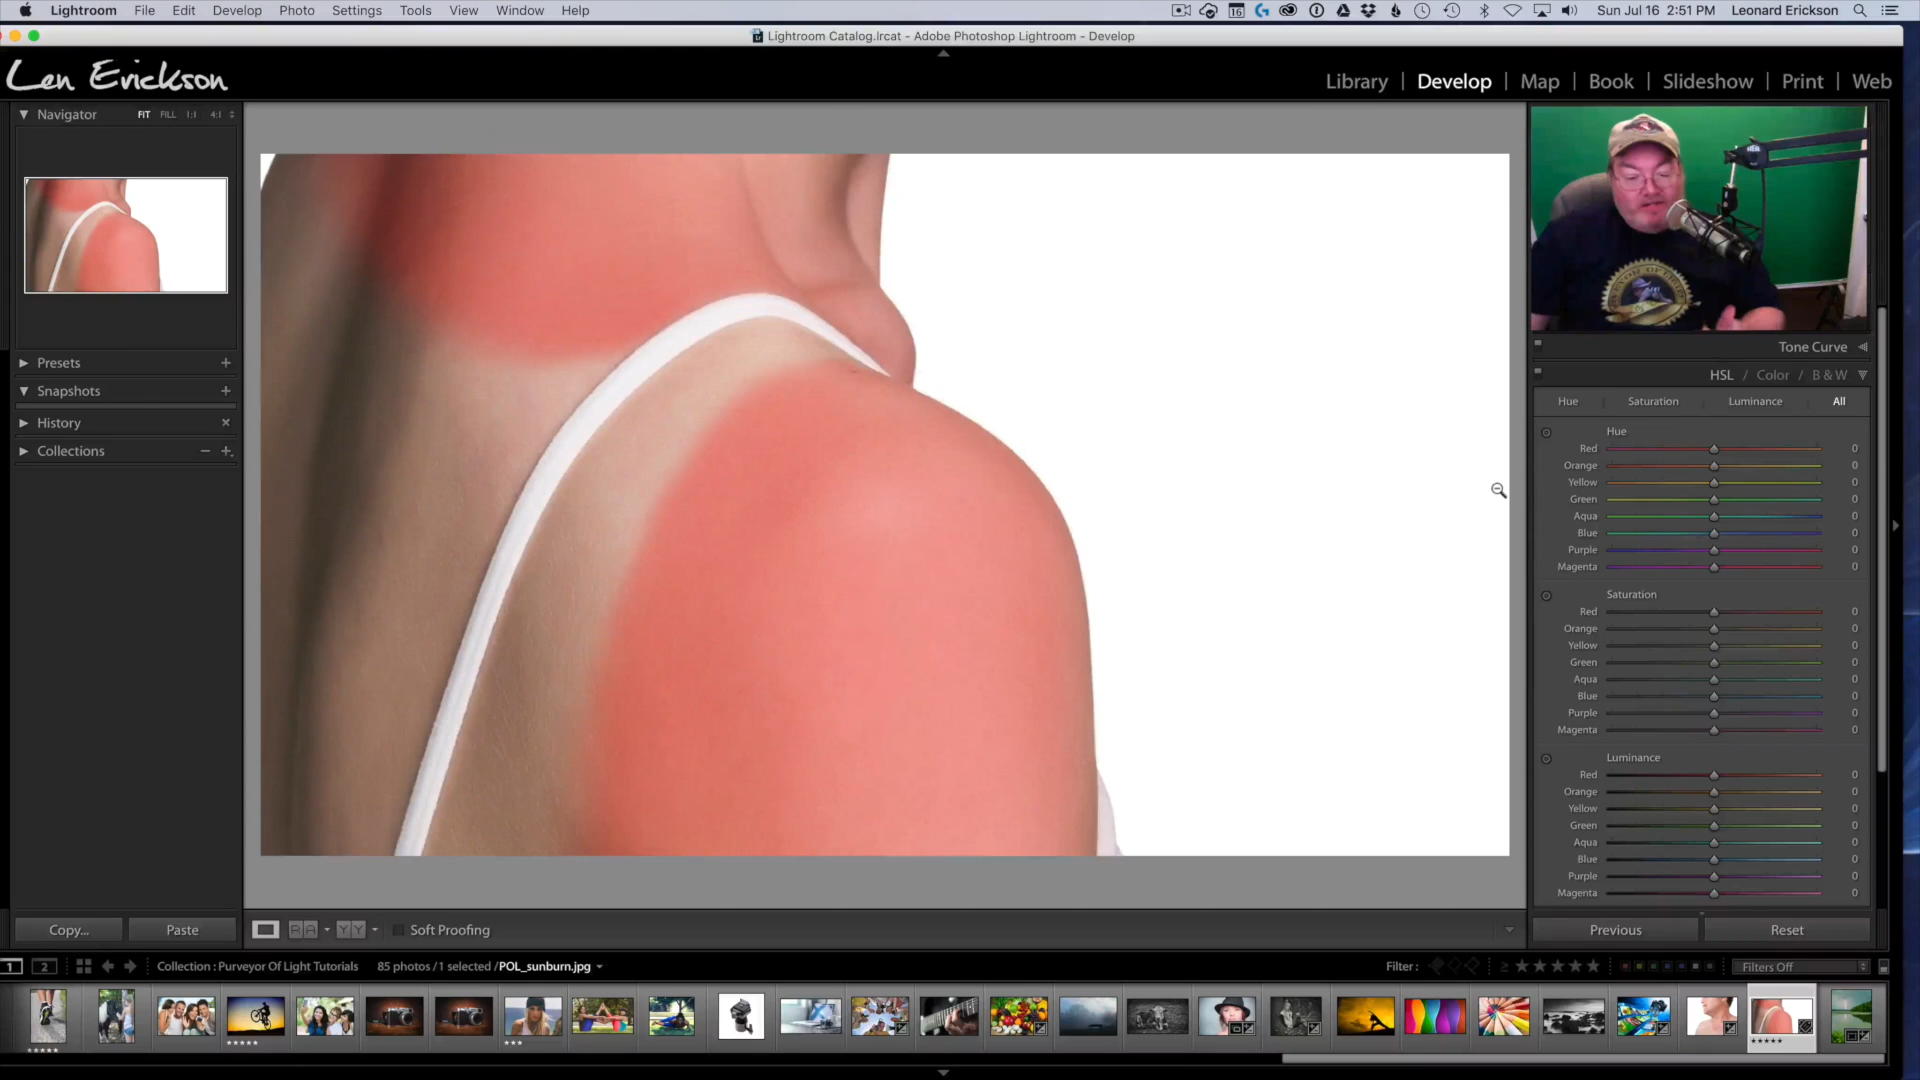 Lightroom File Edit Develop Photo Settings Tools View Window Help 16 Sun Jul 16 2:51 PM Leonard Erickson
Lightroom Catalog.lrcat - Adobe Photoshop Lightroom - Develop
Len Erickson
Library | Develop | Map | Book | Slideshow | Print | Web
Navigator FIT FILL 1:1 4:1
Presets
Snapshots
History
Collections
Tone Curve
HSL / Color / B & W
Hue Saturation Luminance All
Hue
Red 0
Orange 0
Yellow 0
Green 0
Aqua 0
Blue 0
Purple 0
Magenta 0
Saturation
Red 0
Orange 0
Yellow 0
Green 0
Aqua 0
Blue 0
Purple 0
Magenta 0
Luminance
Red 0
Orange 0
Yellow 0
Green 0
Aqua 0
Blue 0
Purple 0
Magenta 0
Copy... Paste
Soft Proofing
Previous Reset
1 2 Collection : Purveyor Of Light Tutorials 85 photos / 1 selected / POL_sunburn.jpg Filter : Filters Off